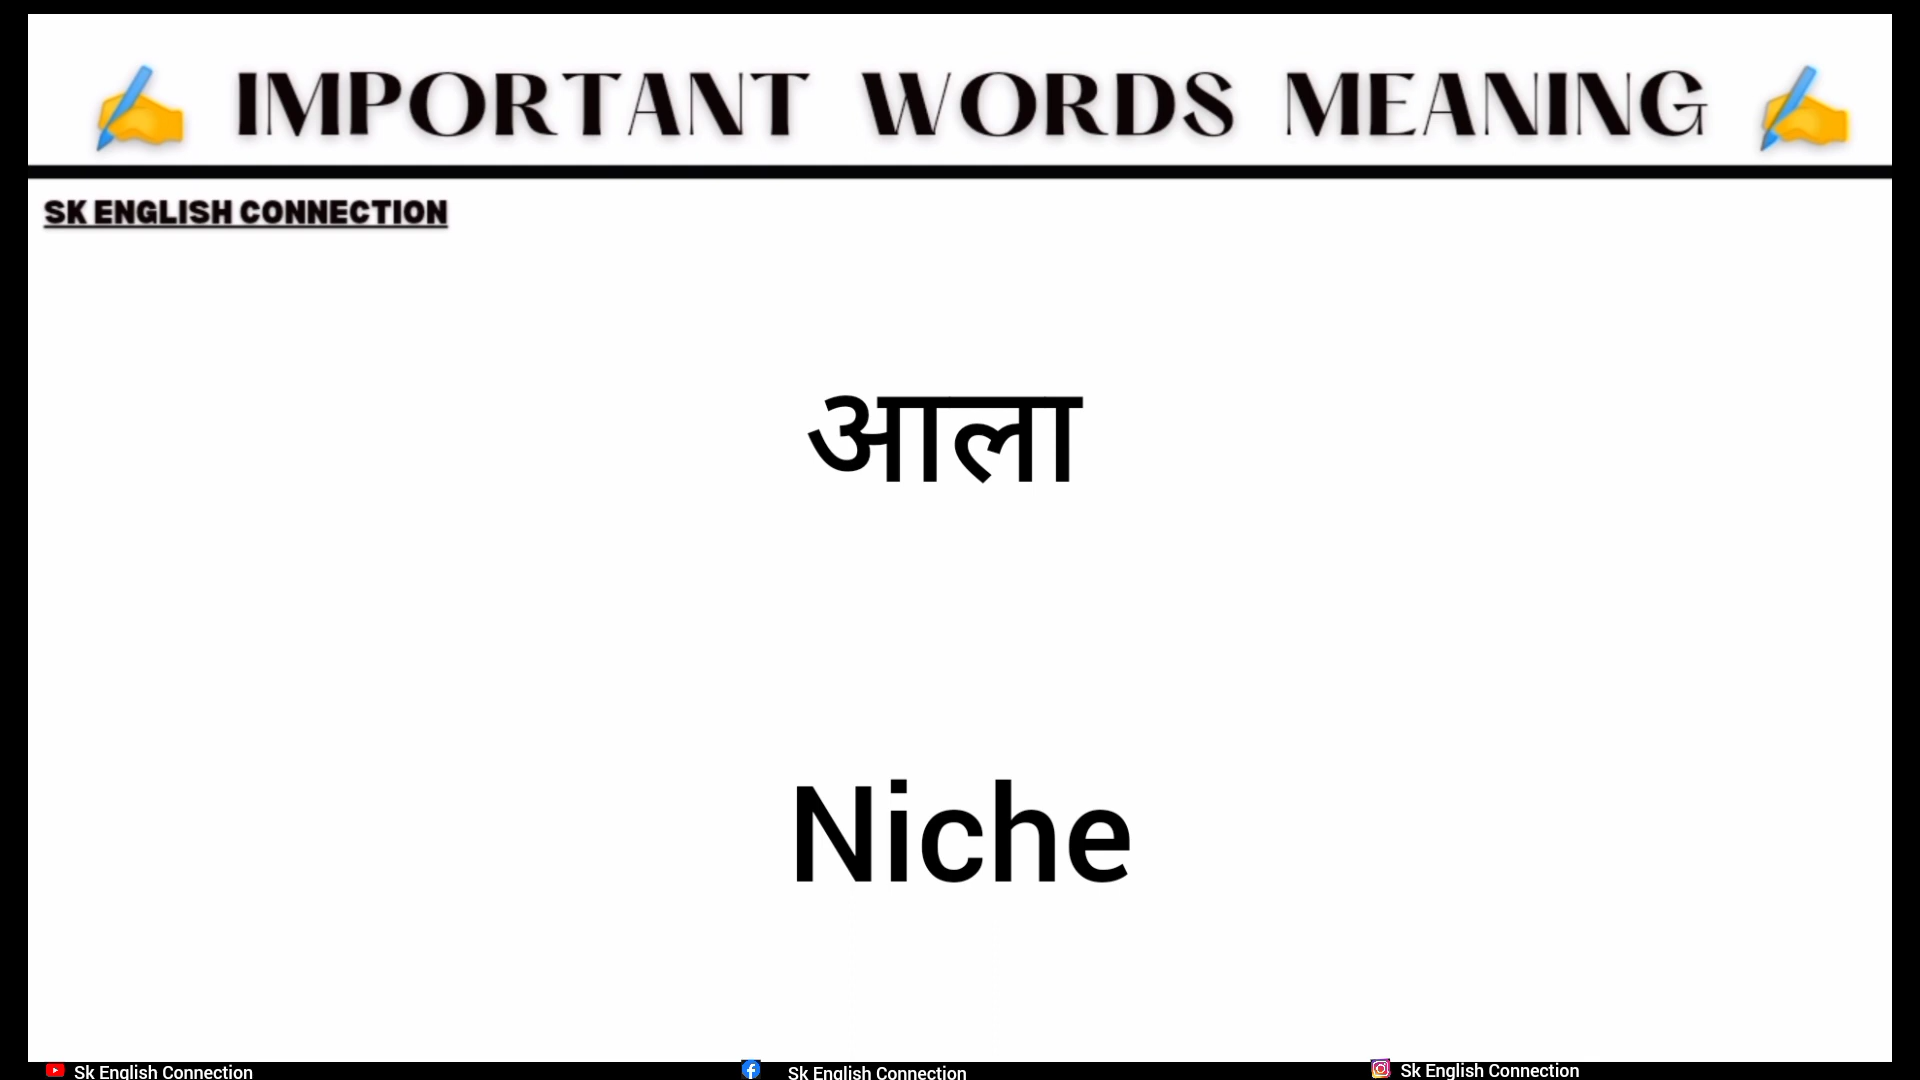 IMPORTANT WORDS MEANING
SK ENGLISH CONNECTION
आला
Niche
Sk English Connection
Sk English Connection
Sk English Connection